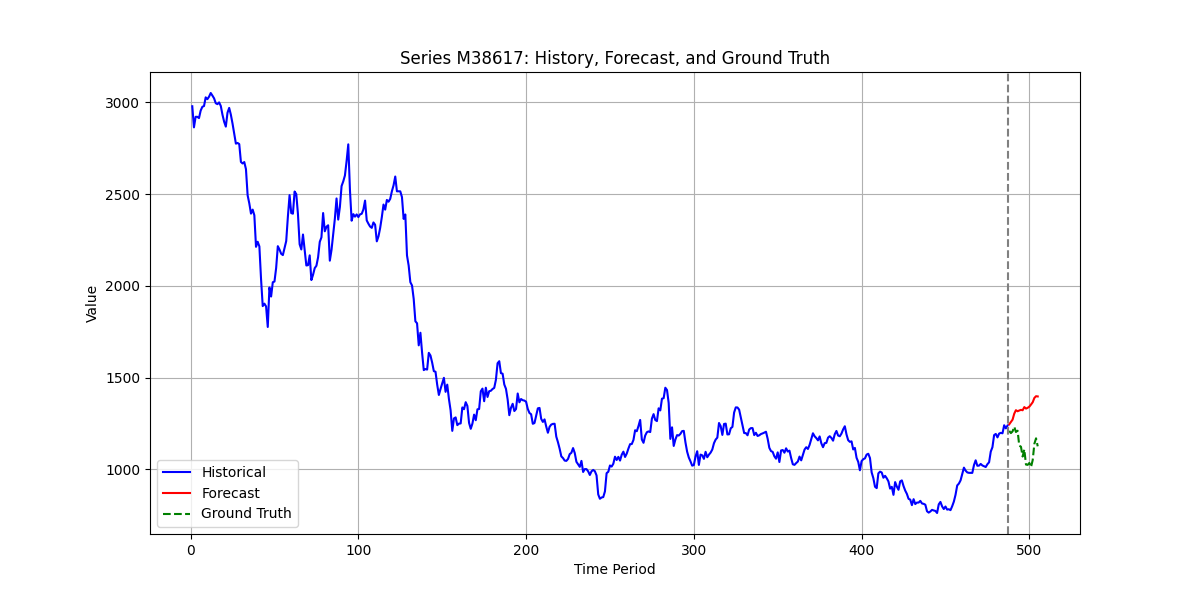 Series M38617: History, Forecast, and Ground Truth
Value
3000
2500
2000
1500
1000
Historical
Forecast
Ground Truth
0
100
200
300
400
500
Time Period